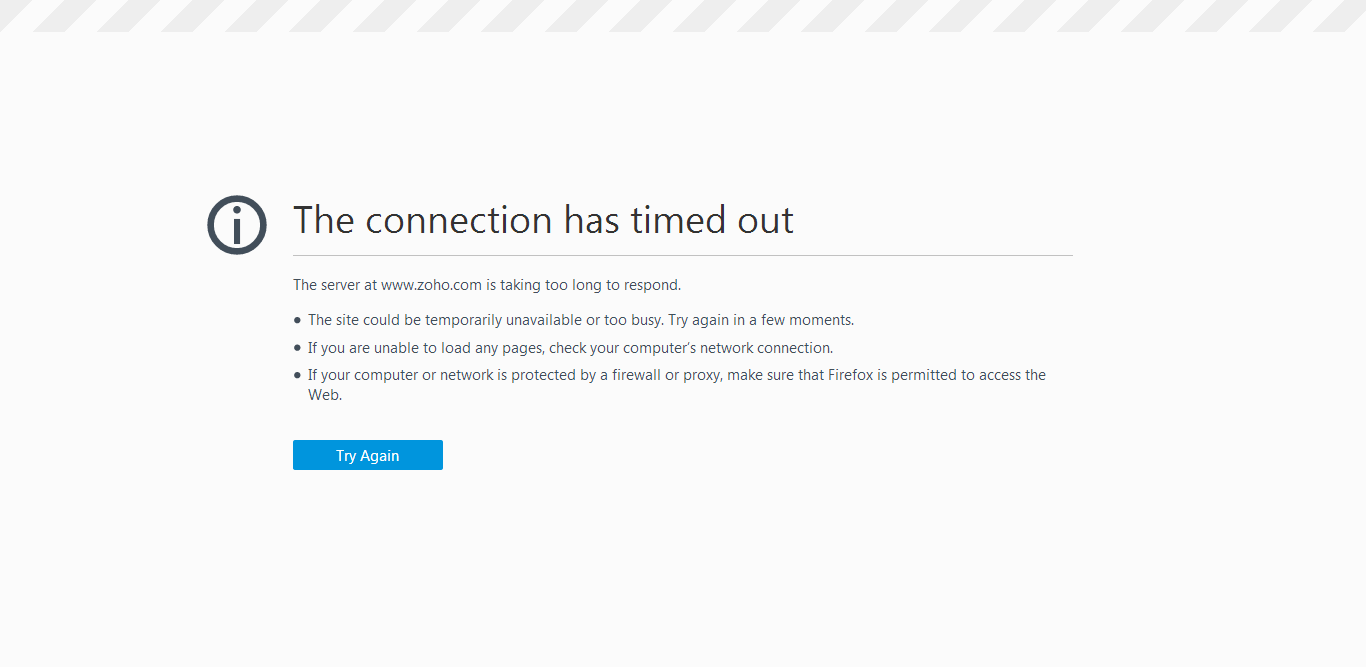 The connection has timed out
The server at www.zoho.com is taking too long to respond.
• The site could be temporarily unavailable or too busy. Try again in a few moments.
• If you are unable to load any pages, check your computer's network connection.
• If your computer or network is protected by a firewall or proxy, make sure that Firefox is permitted to access the
Web.
Try Again